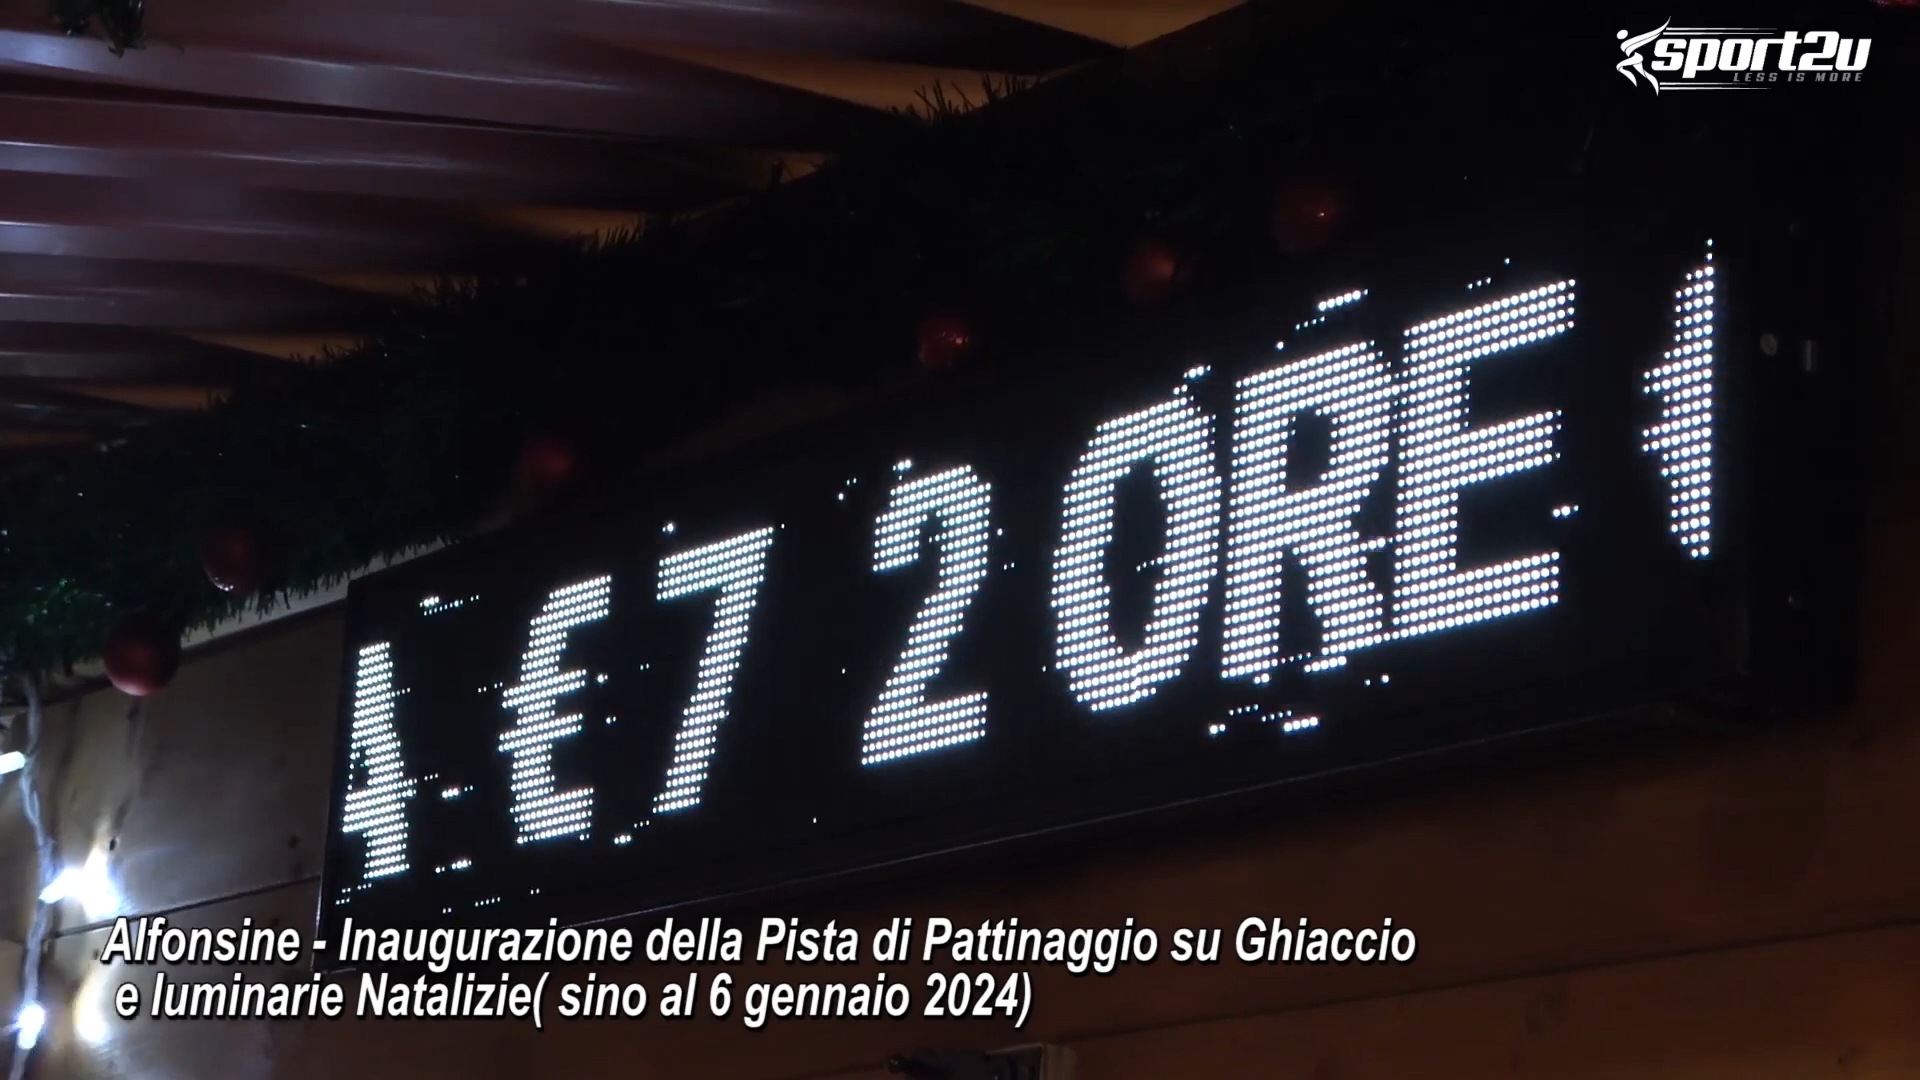 sport2u
LESS IS MORE
€ 7 2 ORE
Alfonsine - Inaugurazione della Pista di Pattinaggio su Ghiaccio
e luminarie Natalizie( sino al 6 gennaio 2024)